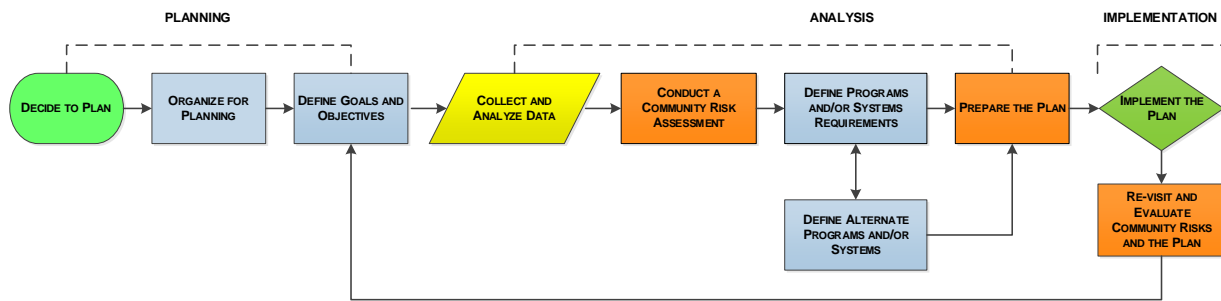 PLANNING
ANALYSIS
IMPLEMENTATION
DECIDE TO PLAN
ORGANIZE FOR
PLANNING
DEFINE GOALS AND
OBJECTIVES
COLLECT AND
ANALYZE DATA
CONDUCT A
COMMUNITY RISK
ASSESSMENT
DEFINE PROGRAMS
AND/OR SYSTEMS
REQUIREMENTS
PREPARE THE PLAN
IMPLEMENT THE
PLAN
DEFINE ALTERNATE
PROGRAMS AND/OR
SYSTEMS
RE-VISIT AND
EVALUATE
COMMUNITY RISKS
AND THE PLAN